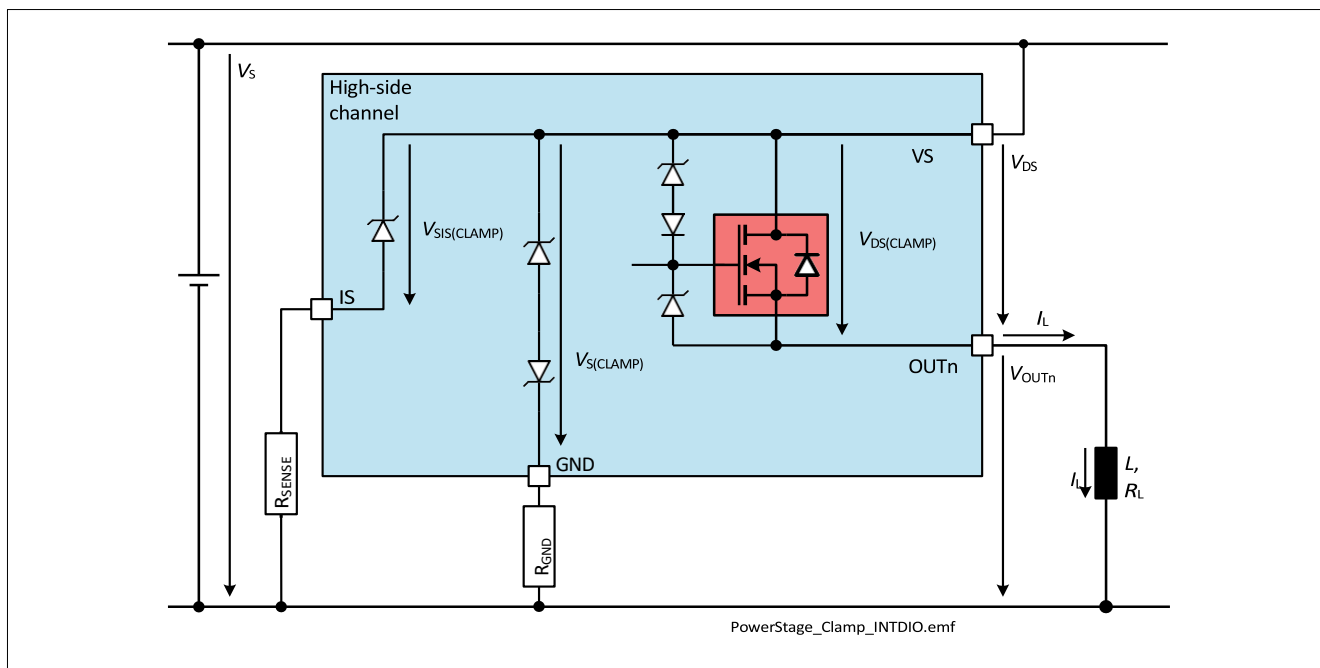 VS
High-side
channel
VS
VDS
VSIS(CLAMP)
VDS(CLAMP)
IS
IL
VS(CLAMP)
OUTn
VOUTn
GND
RSENSE
IL
L,
RL
RGND
PowerStage_Clamp_INTDIO.emf